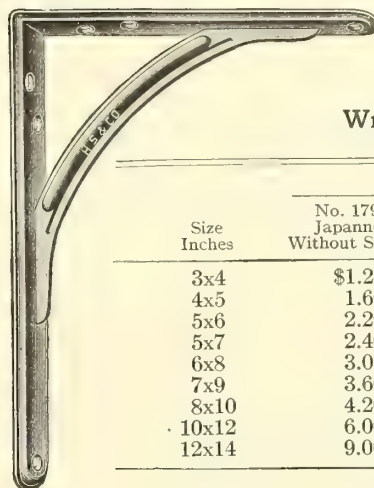 H.S.&CO
W
Size
Inches
No. 179
Japann
Without S
3x4 $1.2
4x5 1.6
5x6 2.2
5x7 2.4
6x8 3.0
7x9 3.6
8x10 4.2
10x12 6.0
12x14 9.0